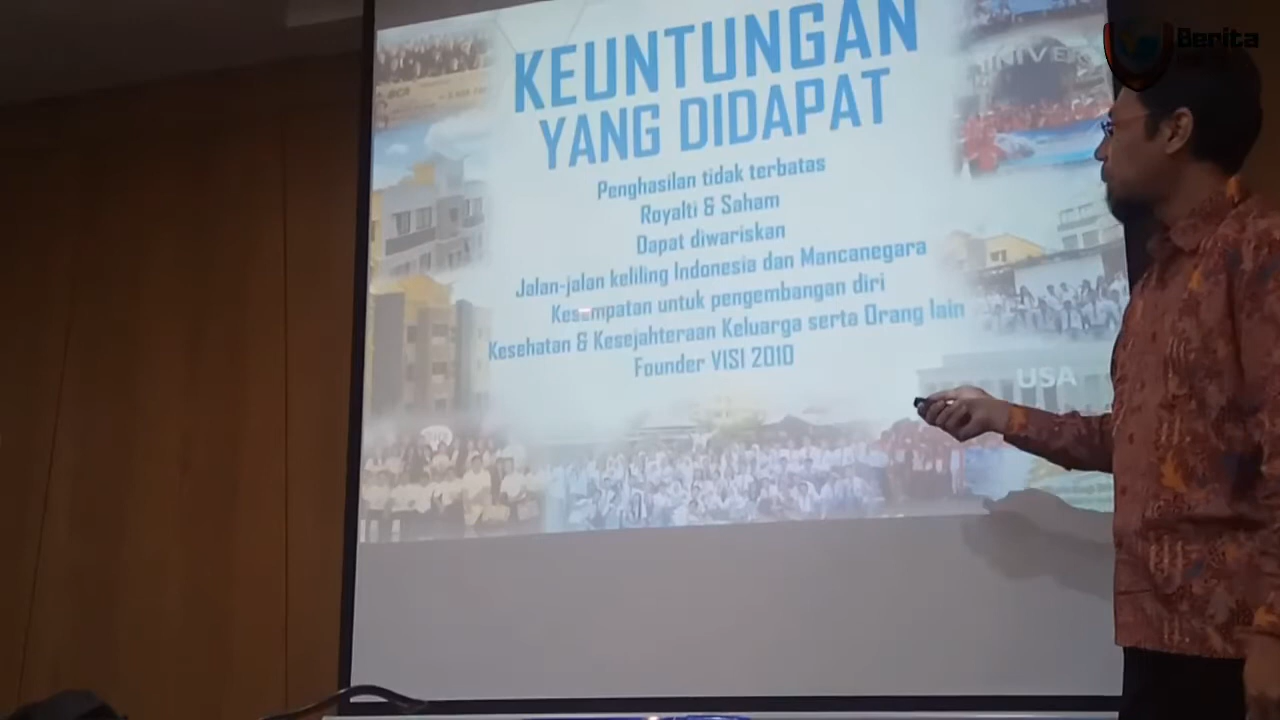 Berita
KEUNTUNGAN
YANG DIDAPAT
Penghasilan tidak terbatas
Royalti & Saham
Dapat diwariskan
Jalan-jalan keliling Indonesia dan Mancanegara
Kesempatan untuk pengembangan diri
Kesehatan & Kesejahteraan Keluarga serta Orang lain
Founder VISI 2010
UNIVER
USA